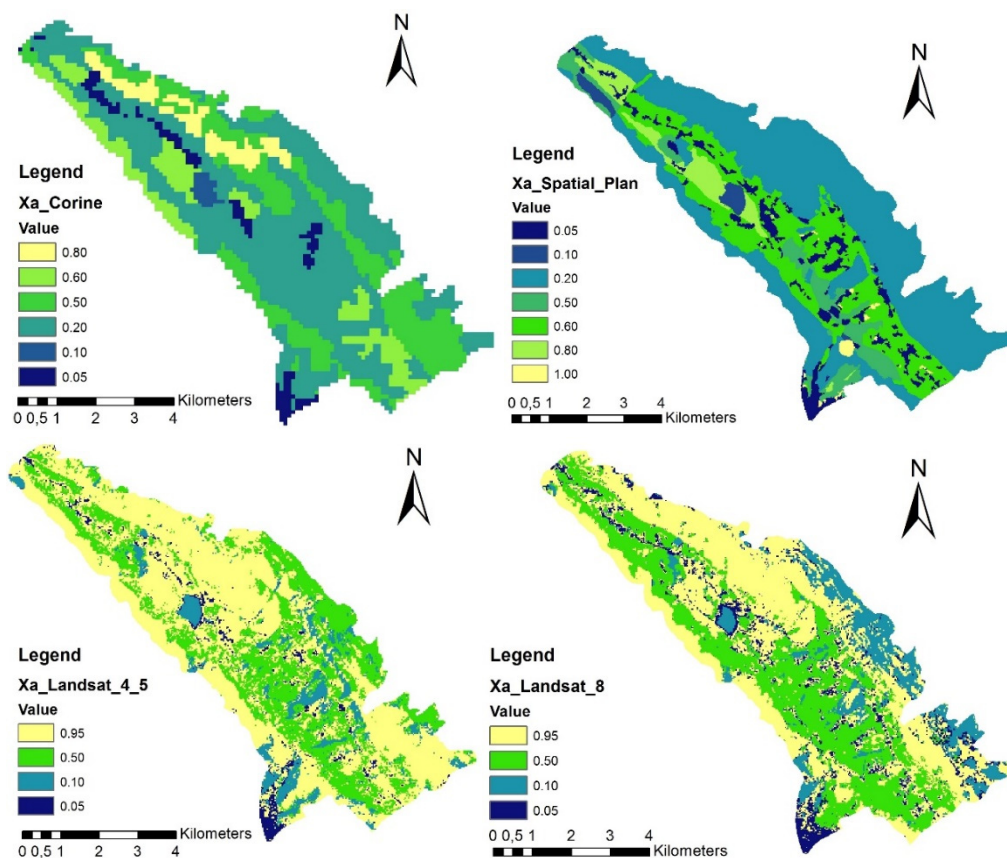 N
Legend
Xa_Corine
Value
0.80
0.60
0.50
0.20
0.10
0.05
Kilometers
0 0,5 1 2 3 4
N
Legend
Xa_Spatial_Plan
Value
0.05
0.10
0.20
0.50
0.60
0.80
1.00
Kilometers
0 0,5 1 2 3 4
N
Legend
Xa_Landsat_4_5
Value
0.95
0.50
0.10
0.05
Kilometers
0 0,5 1 2 3 4
N
Legend
Xa_Landsat_8
Value
0.95
0.50
0.10
0.05
Kilometers
0 0,5 1 2 3 4